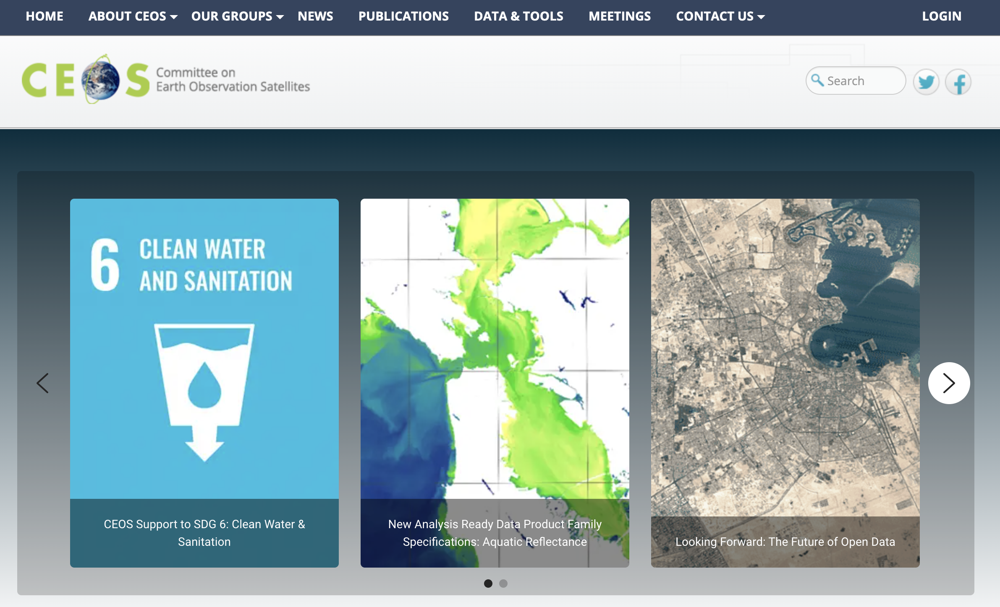 HOME ABOUT CEOS OUR GROUPS NEWS PUBLICATIONS DATA & TOOLS MEETINGS CONTACT US LOGIN
CEOS
Committee on
Earth Observation Satellites
Search
6 CLEAN WATER
AND SANITATION
CEOS Support to SDG 6: Clean Water &
Sanitation
New Analysis Ready Data Product Family
Specifications: Aquatic Reflectance
Looking Forward: The Future of Open Data